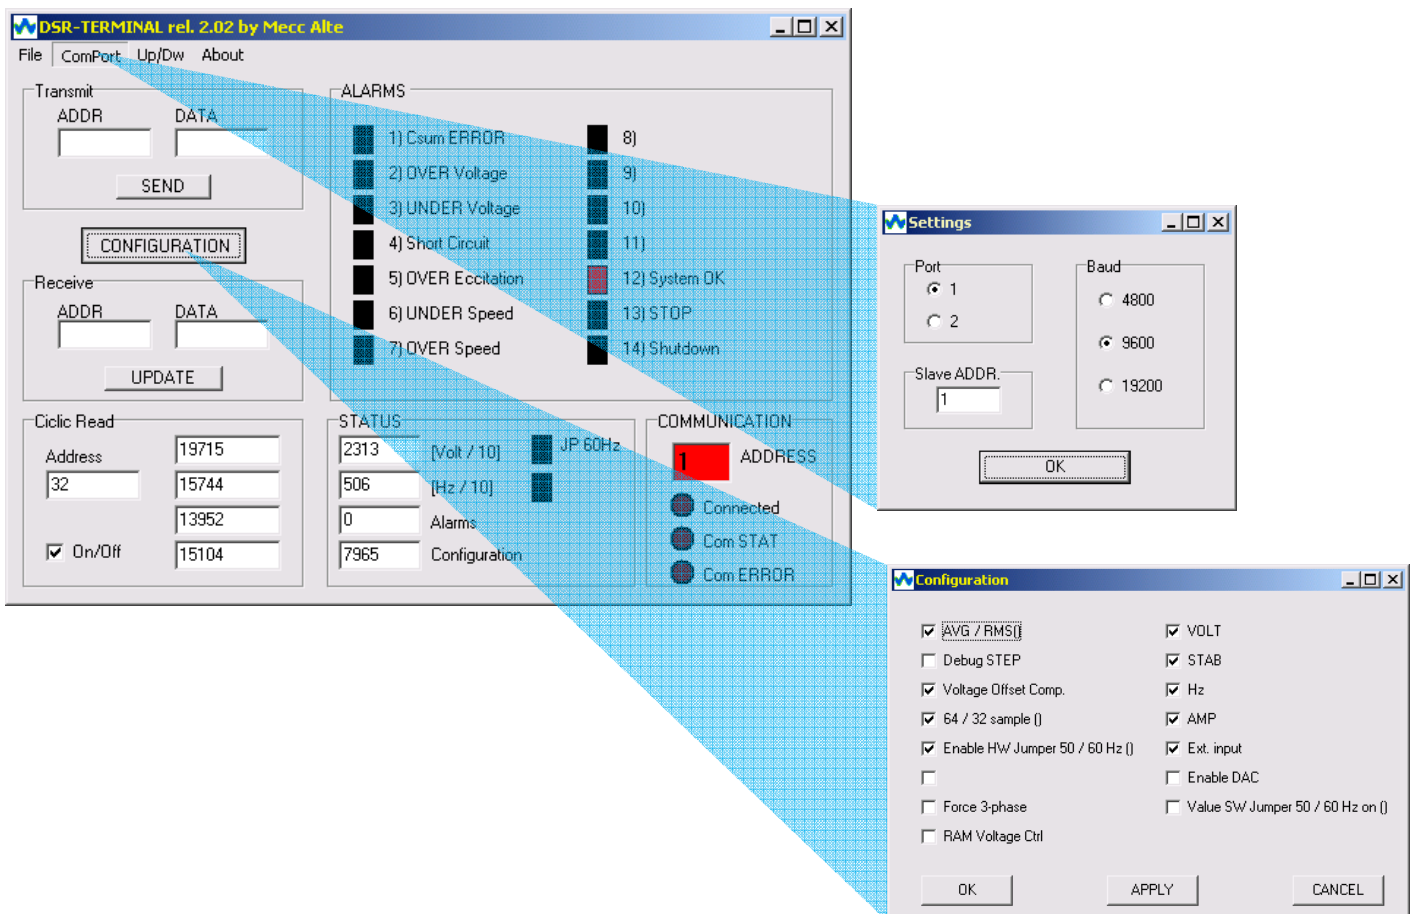 DSR-TERMINAL rel. 2.02 by Mecc Alte
File ComPort Up/Dw About
Transmit
ADDR DATA
SEND
CONFIGURATION
Receive
ADDR DATA
UPDATE
ALARMS
1) Csum ERROR
2) OVER Voltage
3) UNDER Voltage
4) Short Circuit
5) OVER Eccitation
6) UNDER Speed
7) OVER Speed
8)
9)
10)
11)
12) System OK
13) STOP
14) Shutdown
Ciclic Read
Address
32
On/Off
19715
15744
13952
15104
STATUS
2313 [Volt / 10] JP 60Hz
506 [Hz / 10]
0 Alarms
7965 Configuration
COMMUNICATION
1 ADDRESS
Connected
Com STAT
Com ERROR
Settings
Port
1
2
Slave ADDR.
1
Baud
4800
9600
19200
OK
Configuration
AVG / RMS()
Debug STEP
Voltage Offset Comp.
64 / 32 sample ()
Enable HW Jumper 50 / 60 Hz ()
Force 3-phase
RAM Voltage Ctrl
VOLT
STAB
Hz
AMP
Ext. input
Enable DAC
Value SW Jumper 50 / 60 Hz on ()
OK APPLY CANCEL